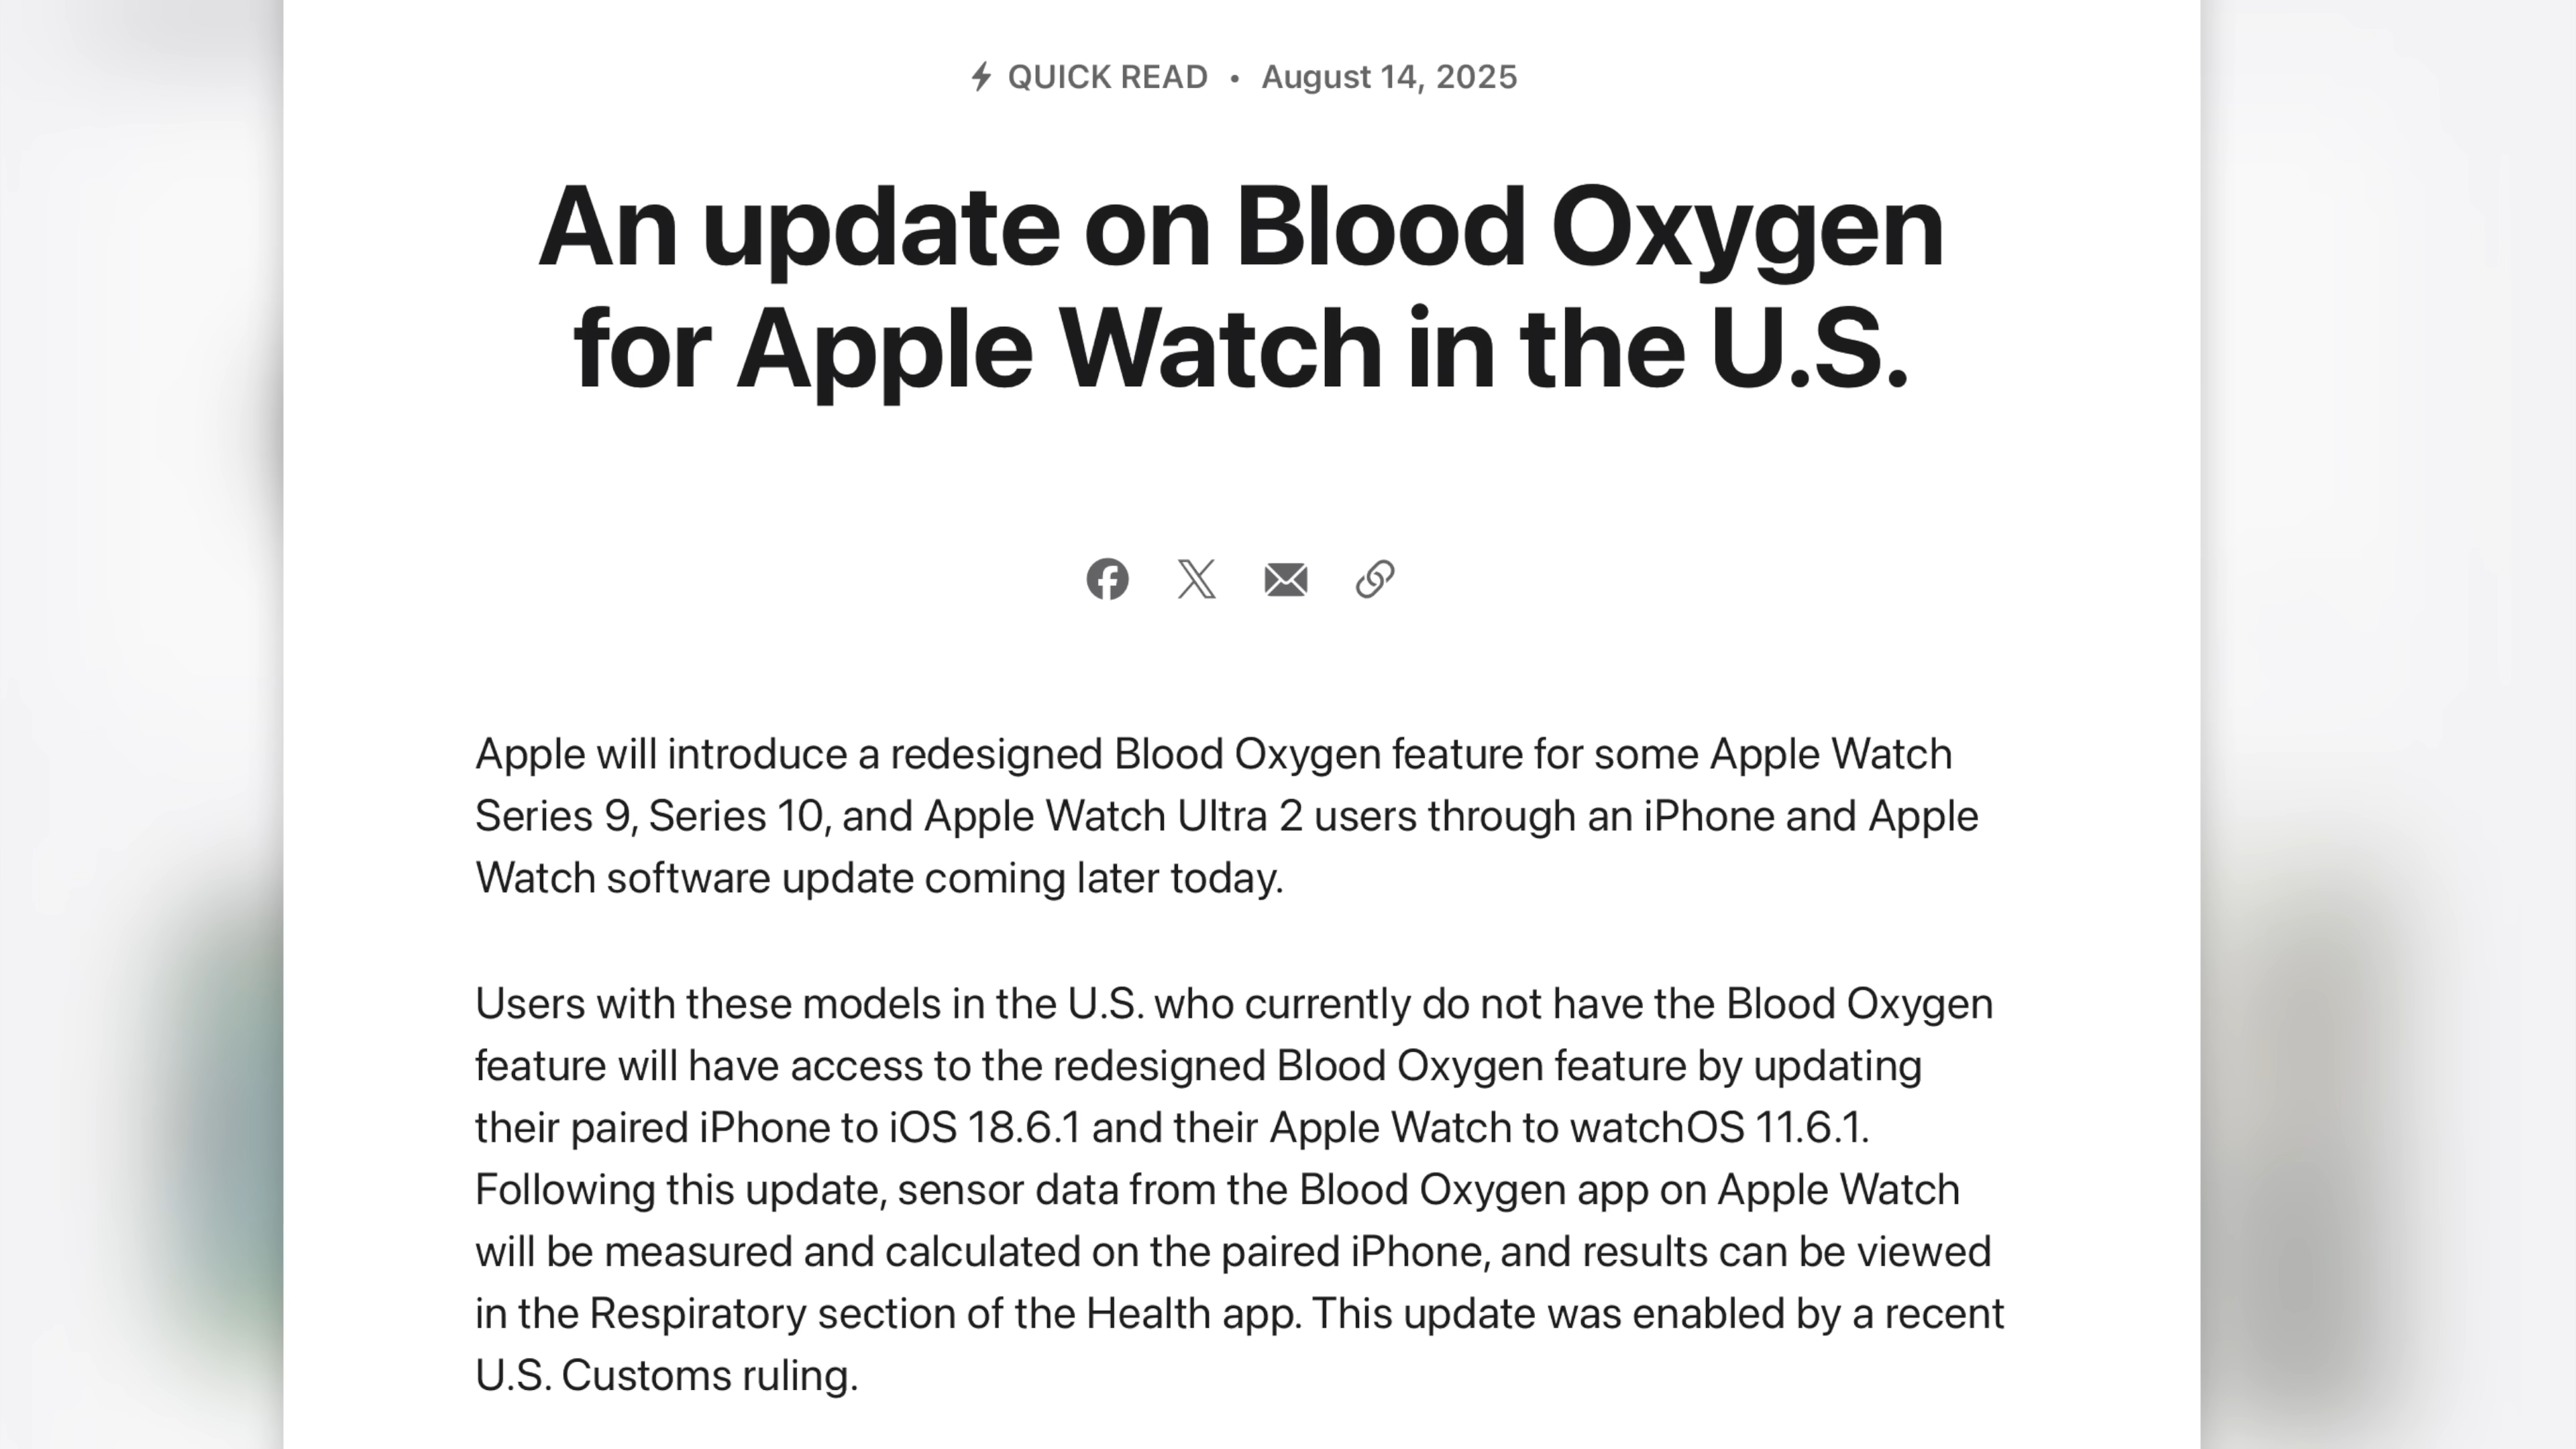 QUICK READ • August 14, 2025
An update on Blood Oxygen
for Apple Watch in the U.S.
Apple will introduce a redesigned Blood Oxygen feature for some Apple Watch
Series 9, Series 10, and Apple Watch Ultra 2 users through an iPhone and Apple
Watch software update coming later today.
Users with these models in the U.S. who currently do not have the Blood Oxygen
feature will have access to the redesigned Blood Oxygen feature by updating
their paired iPhone to iOS 18.6.1 and their Apple Watch to watchOS 11.6.1.
Following this update, sensor data from the Blood Oxygen app on Apple Watch
will be measured and calculated on the paired iPhone, and results can be viewed
in the Respiratory section of the Health app. This update was enabled by a recent
U.S. Customs ruling.